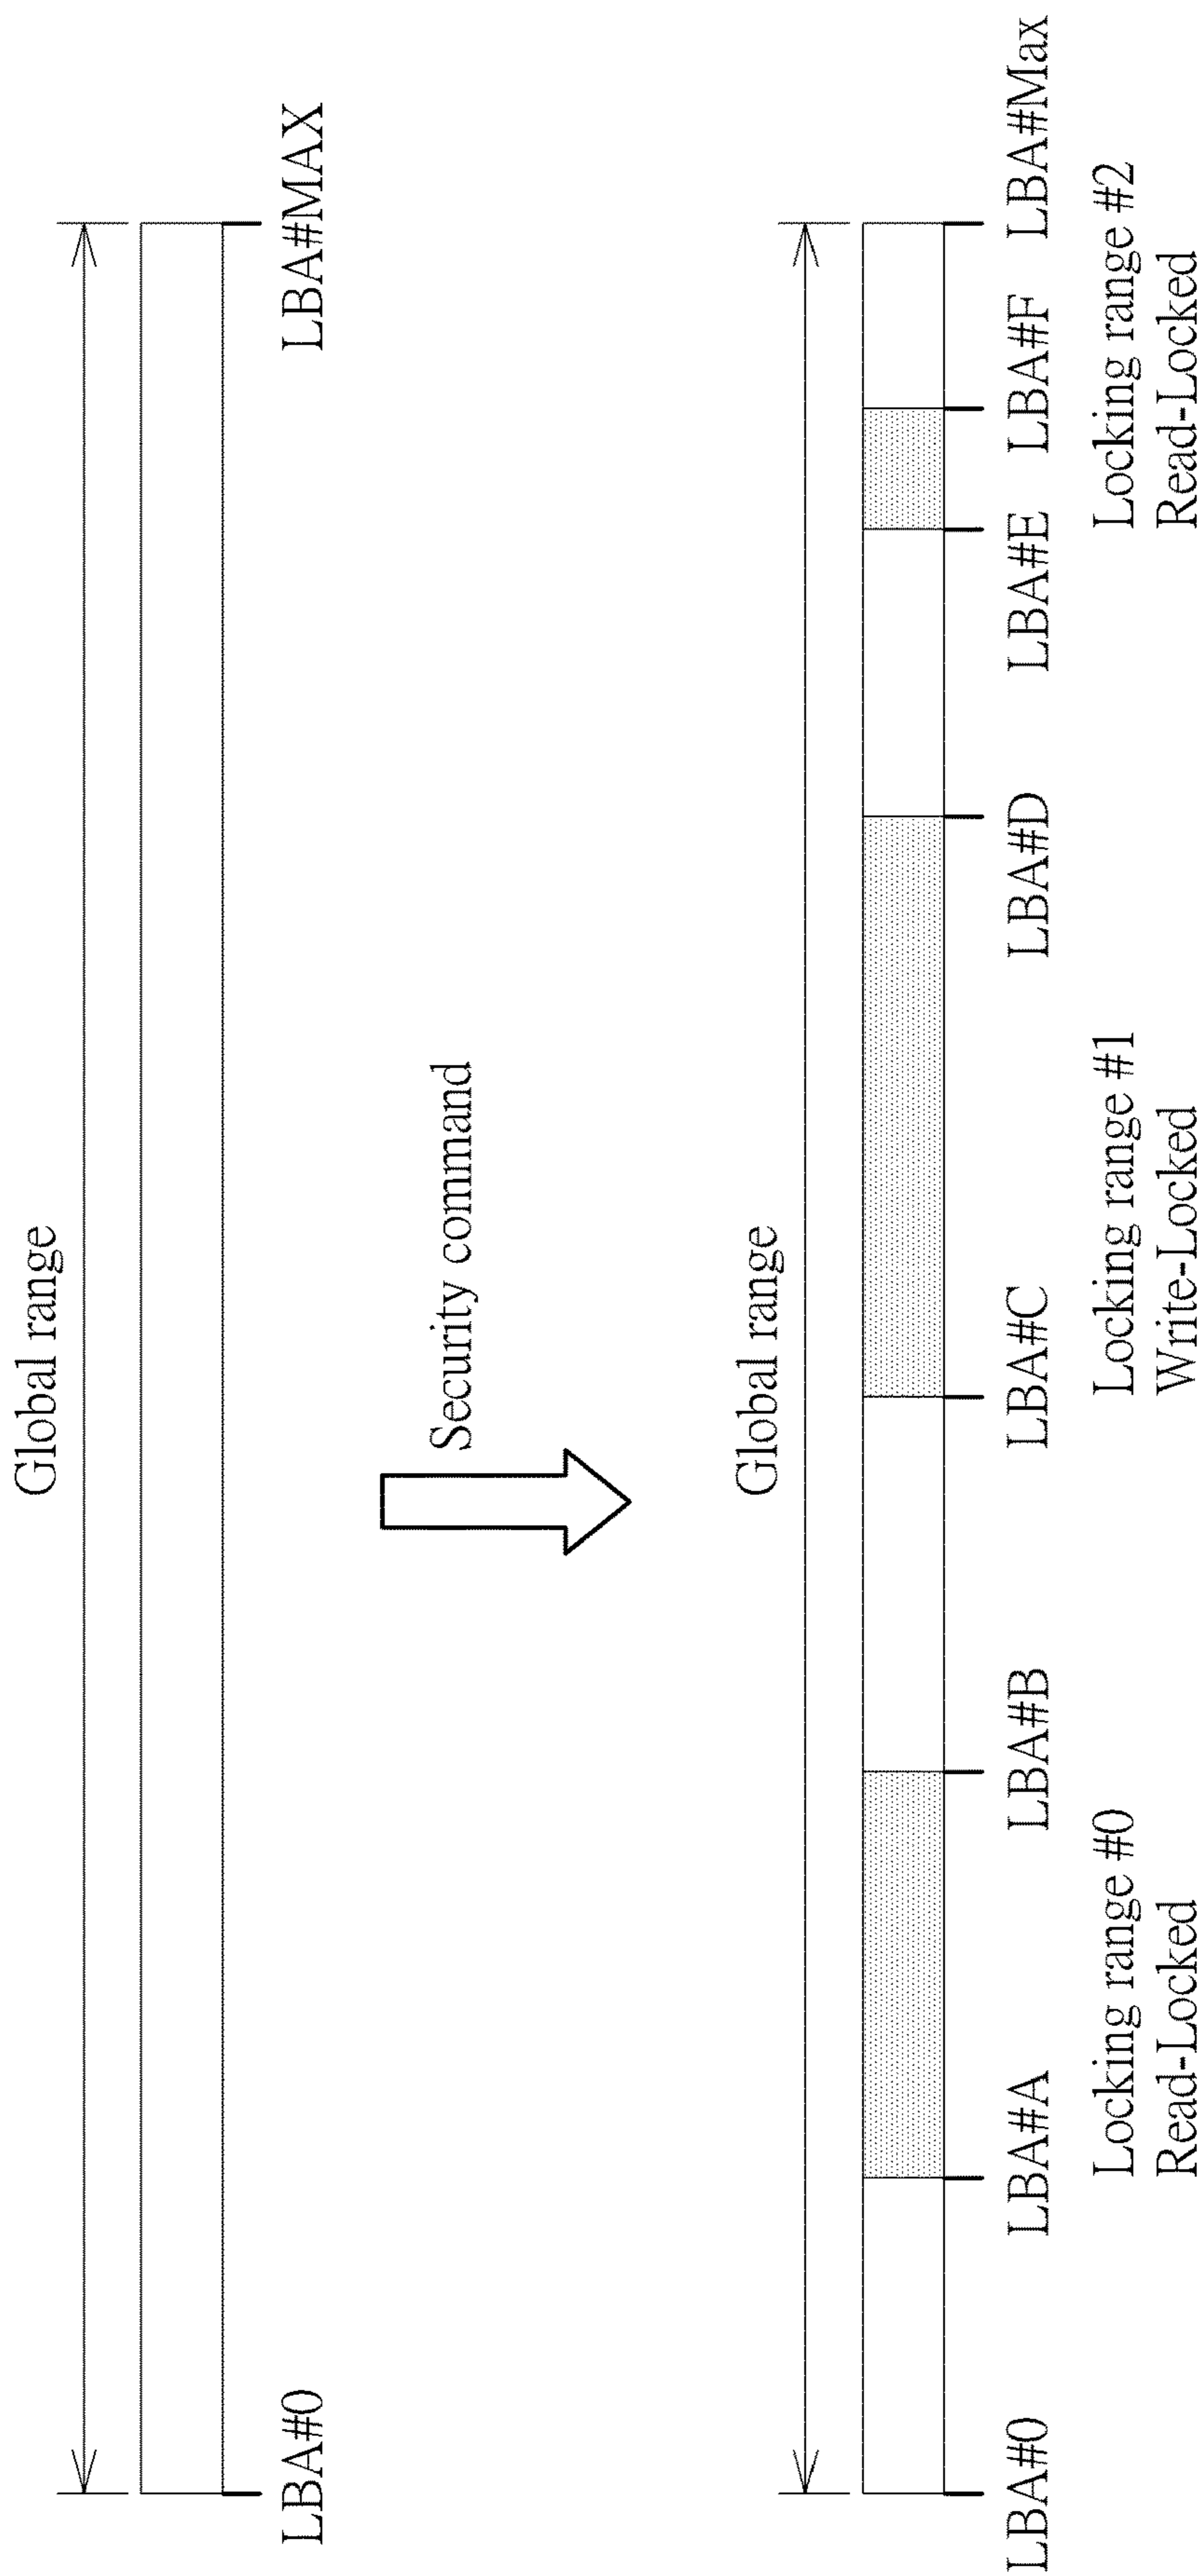 Global range
LBA#0
LBA#MAX
Security command
Global range
LBA#0
LBA#A
LBA#B
LBA#C
LBA#D
LBA#E
LBA#F
LBA#Max
Locking range #0
Read-Locked
Locking range #1
Write-Locked
Locking range #2
Read-Locked